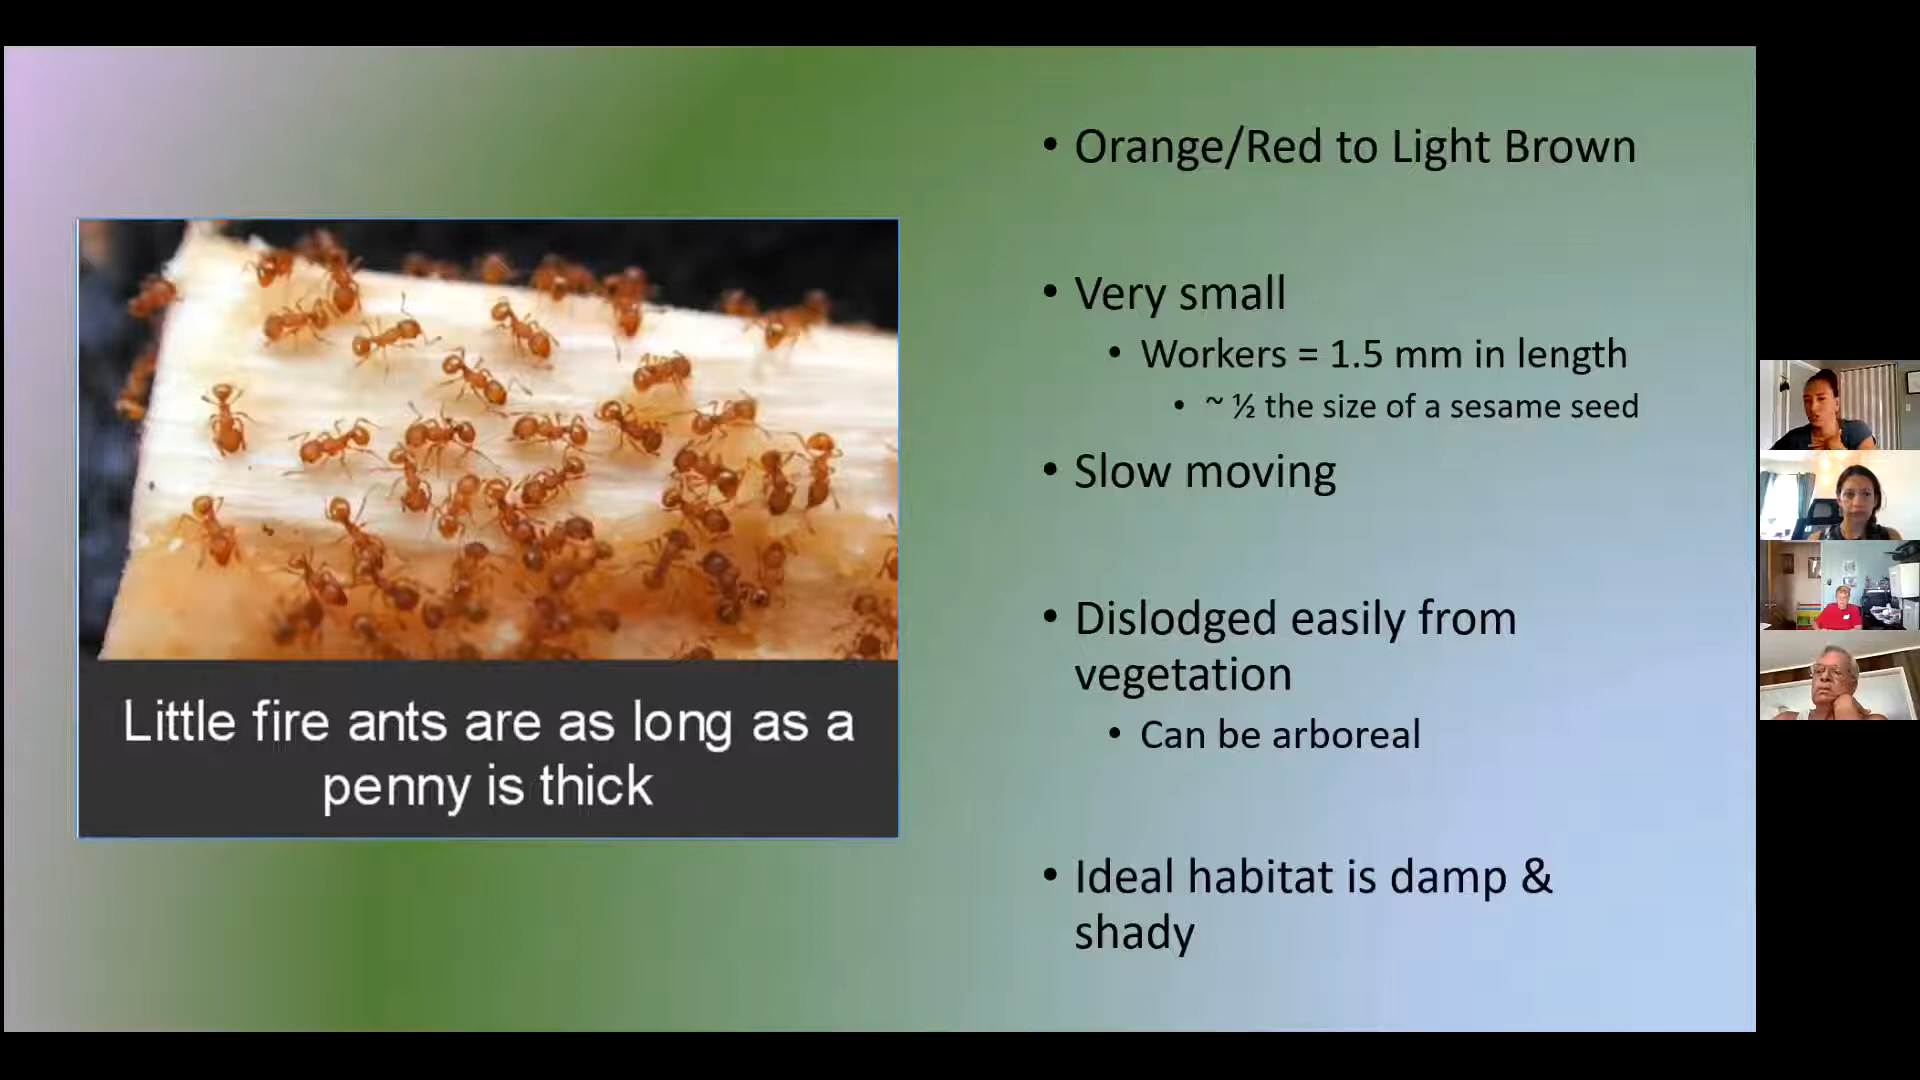 Little fire ants are as long as a
penny is thick
• Orange/Red to Light Brown
• Very small
• Workers = 1.5 mm in length
• ~ ½ the size of a sesame seed
• Slow moving
• Dislodged easily from
vegetation
• Can be arboreal
• Ideal habitat is damp &
shady